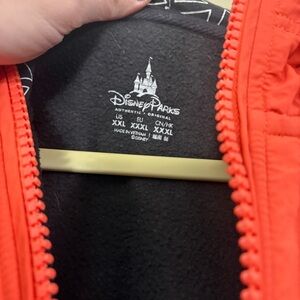 Disney Parks
AUTHENTIC • ORIGINAL
US EU CN/HK
XXL XXXL XXXL
MADE IN VIETNAM
©DISNEY